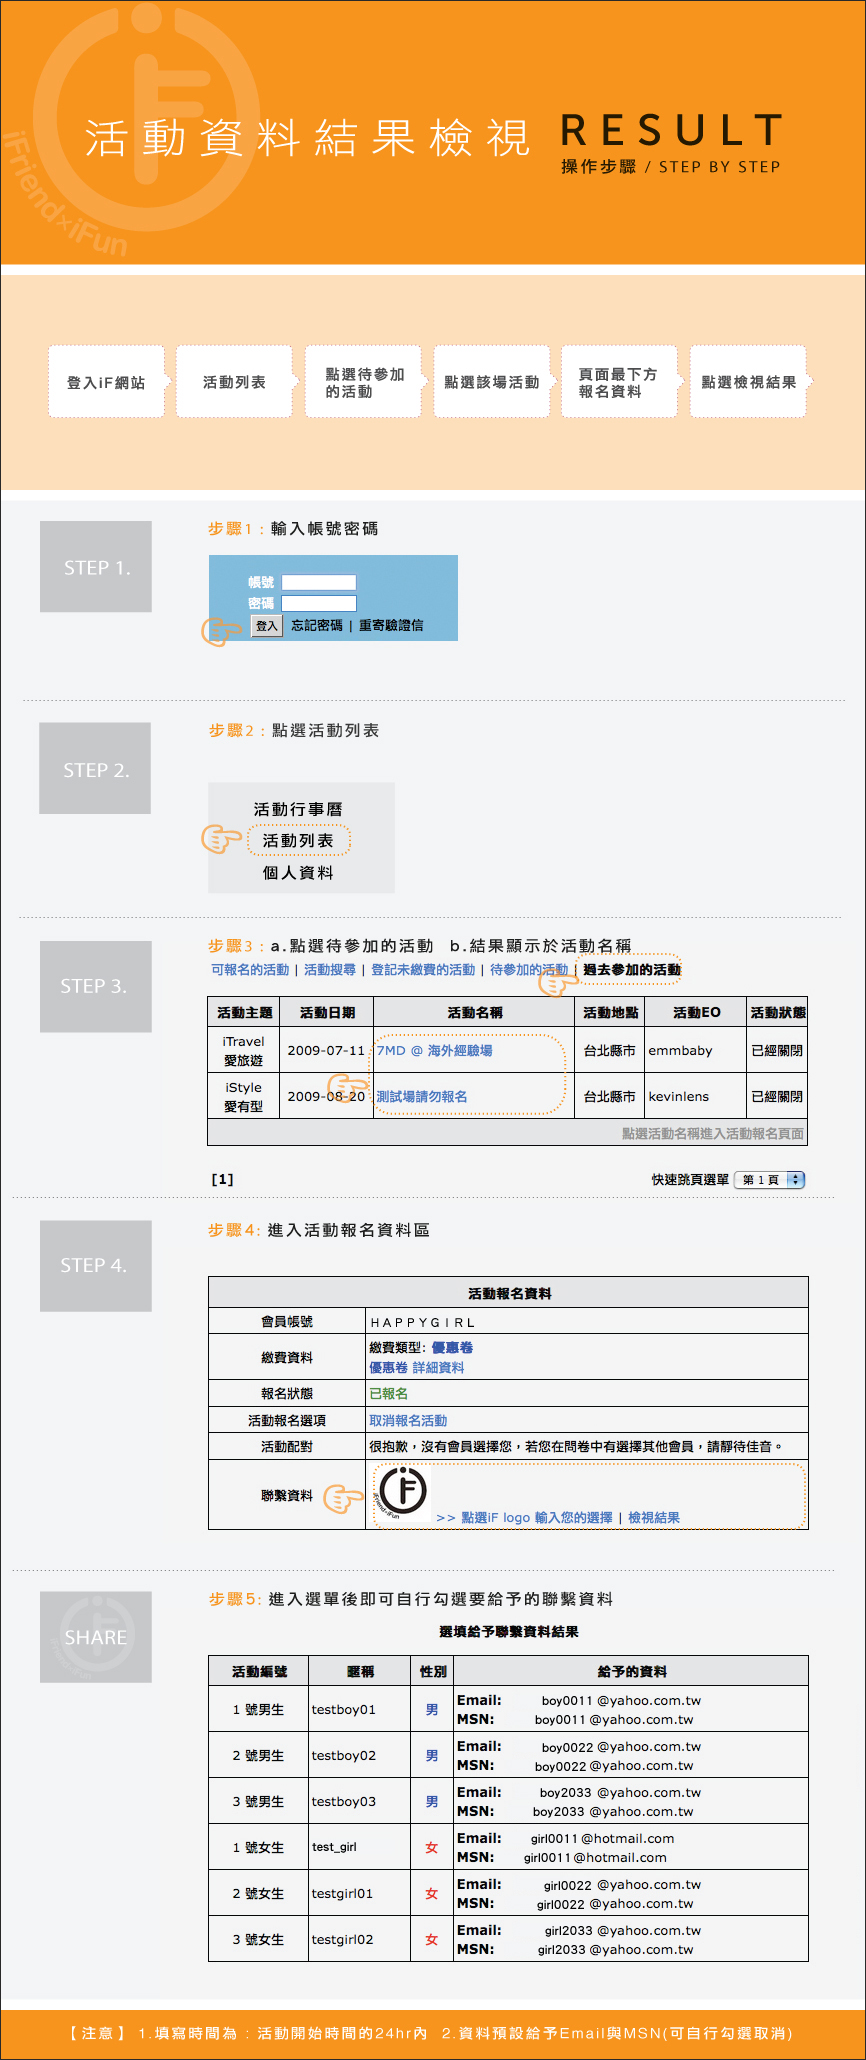 iFriend×iFun
活動資料結果檢視
RESULT
操作步驟 / STEP BY STEP
登入iF網站
活動列表
點選待參加
的活動
點選該場活動
頁面最下方
報名資料
點選檢視結果
STEP 1.
步驟1：輸入帳號密碼
帳號
密碼
登入 忘記密碼 | 重寄驗證信
STEP 2.
步驟2：點選活動列表
活動行事曆
活動列表
個人資料
STEP 3.
步驟3：a.點選待參加的活動 b.結果顯示於活動名稱
可報名的活動 | 活動搜尋 | 登記未繳費的活動 | 待參加的活動 | 過去參加的活動
活動主題 活動日期 活動名稱 活動地點 活動EO 活動狀態
iTravel
愛旅遊 2009-07-11 7MD @ 海外經驗場 台北縣市 emmbaby 已經關閉
iStyle
愛有型 2009-08-20 測試場請勿報名 台北縣市 kevinlens 已經關閉
點選活動名稱進入活動報名頁面
[1] 快速跳頁選單 第 1 頁
STEP 4.
步驟4: 進入活動報名資料區
活動報名資料
會員帳號 HAPPYGIRL
繳費資料 繳費類型: 優惠卷
優惠卷 詳細資料
報名狀態 已報名
活動報名選項 取消報名活動
活動配對 很抱歉，沒有會員選擇您，若您在問卷中有選擇其他會員，請靜待佳音。
聯繫資料 iFriend×iFun >> 點選iF logo 輸入您的選擇 | 檢視結果
SHARE
步驟5: 進入選單後即可自行勾選要給予的聯繫資料
選填給予聯繫資料結果
活動編號 暱稱 性別 給予的資料
1 號男生 testboy01 男 Email: boy0011 @yahoo.com.tw
MSN: boy0011 @yahoo.com.tw
2 號男生 testboy02 男 Email: boy0022 @yahoo.com.tw
MSN: boy0022 @yahoo.com.tw
3 號男生 testboy03 男 Email: boy2033 @yahoo.com.tw
MSN: boy2033 @yahoo.com.tw
1 號女生 test_girl 女 Email: girl0011 @hotmail.com
MSN: girl0011 @hotmail.com
2 號女生 testgirl01 女 Email: girl0022 @yahoo.com.tw
MSN: girl0022 @yahoo.com.tw
3 號女生 testgirl02 女 Email: girl2033 @yahoo.com.tw
MSN: girl2033 @yahoo.com.tw
【注意】 1.填寫時間為：活動開始時間的24hr內 2.資料預設給予Email與MSN(可自行勾選取消)